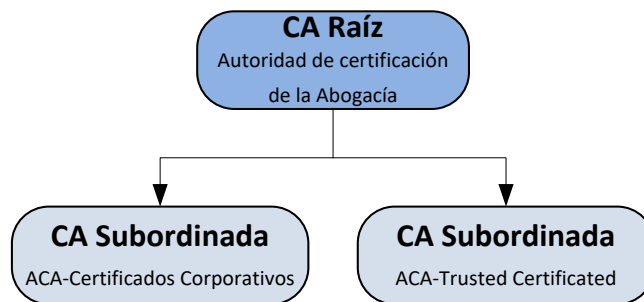 CA Raíz
Autoridad de certificación
de la Abogacía
CA Subordinada
ACA-Certificados Corporativos
CA Subordinada
ACA-Trusted Certificated